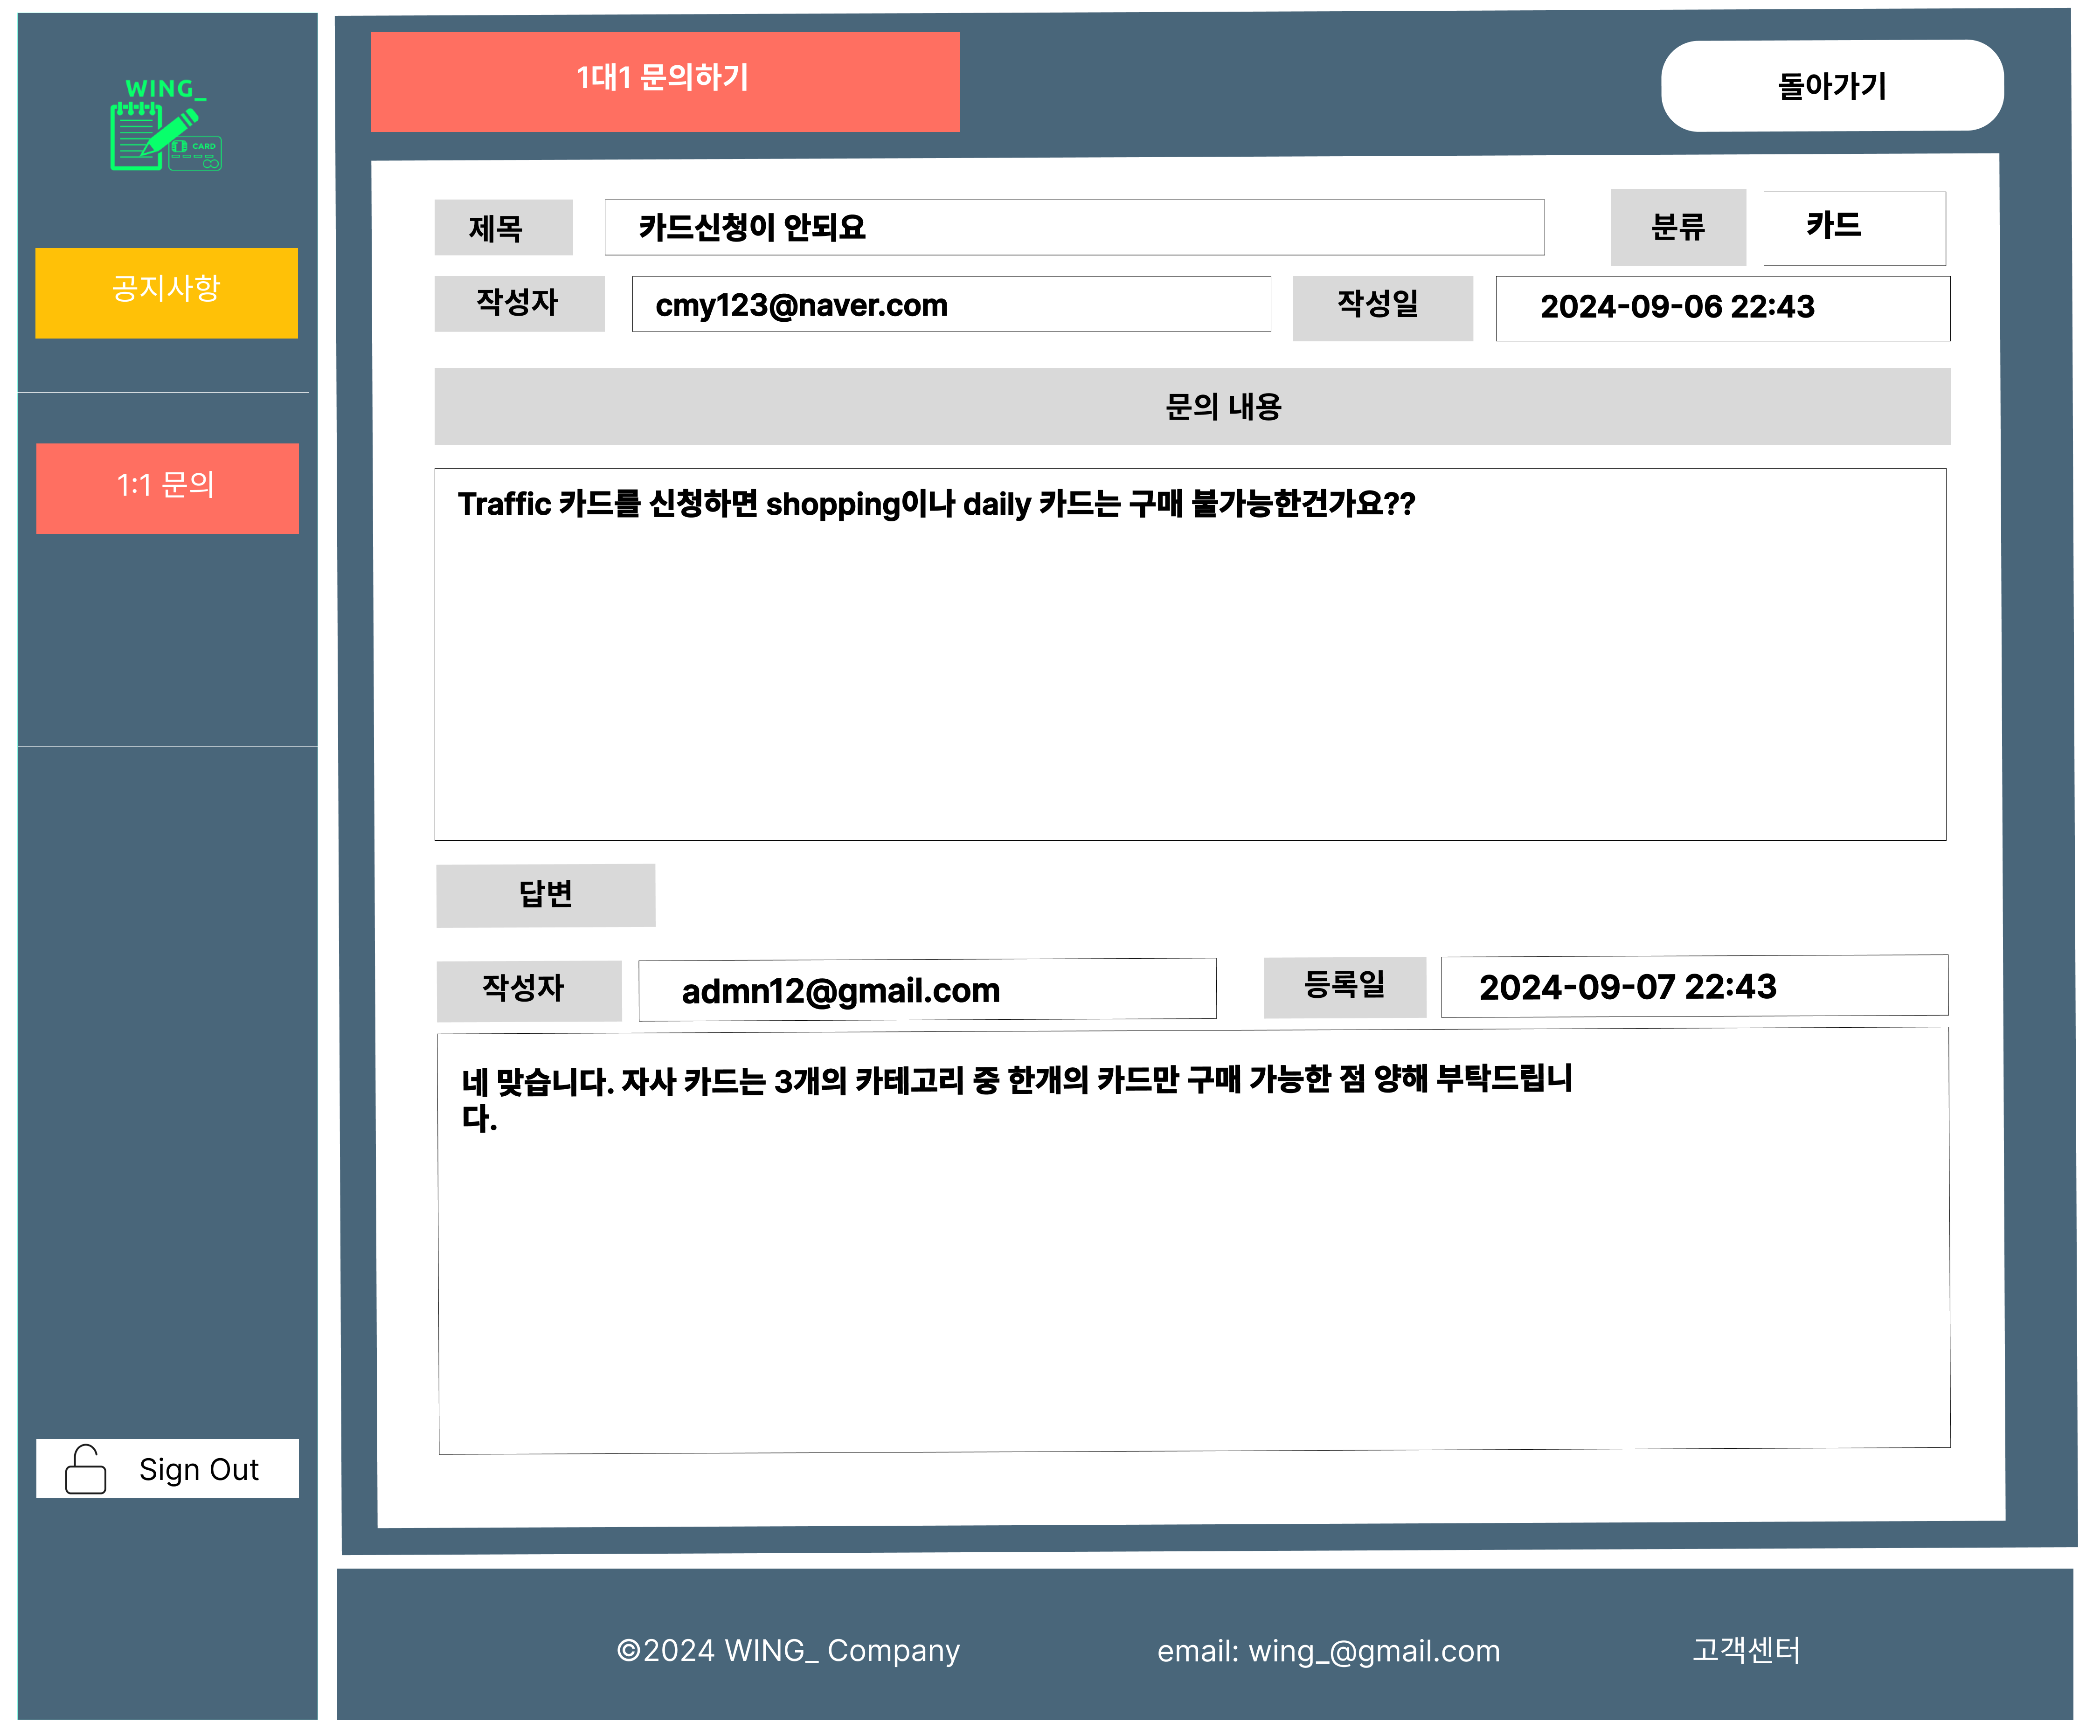 WING_
CARD
공지사항
1:1 문의
Sign Out
1대1 문의하기
돌아가기
제목
카드신청이 안되요
분류
카드
작성자
cmy123@naver.com
작성일
2024-09-06 22:43
문의 내용
Traffic 카드를 신청하면 shopping이나 daily 카드는 구매 불가능한건가요??
답변
작성자
admn12@gmail.com
등록일
2024-09-07 22:43
네 맞습니다. 자사 카드는 3개의 카테고리 중 한개의 카드만 구매 가능한 점 양해 부탁드립니
다.
©2024 WING_ Company
email: wing_@gmail.com
고객센터